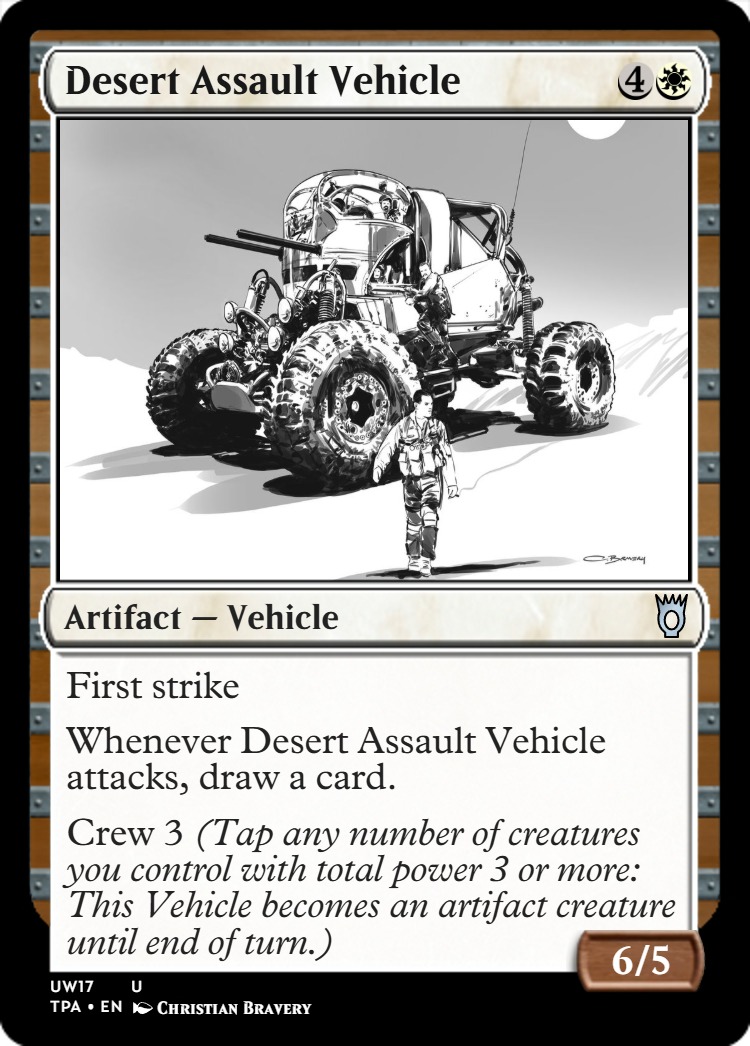 Desert Assault Vehicle 4
C. Bravery
Artifact — Vehicle
First strike
Whenever Desert Assault Vehicle
attacks, draw a card.
Crew 3 (Tap any number of creatures
you control with total power 3 or more:
This Vehicle becomes an artifact creature
until end of turn.)
6/5
UW17 U
TPA • EN Christian Bravery